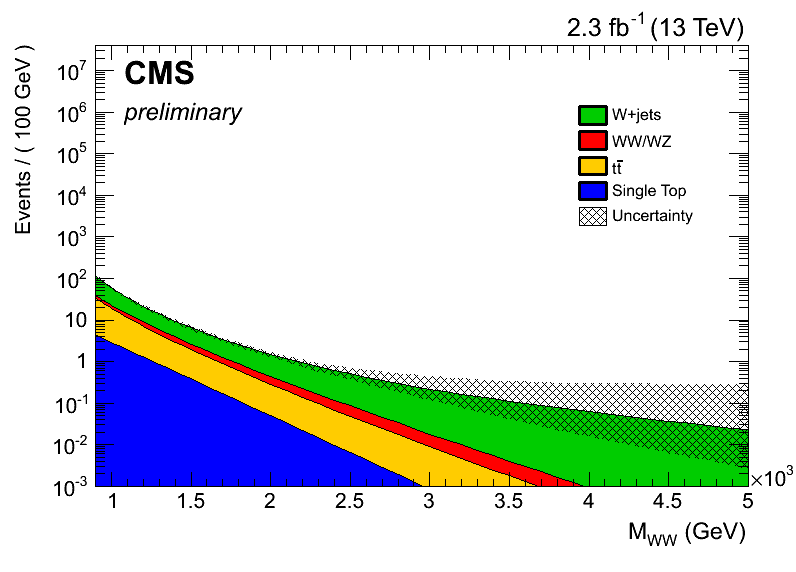 2.3 fb⁻¹ (13 TeV)
CMS
preliminary
Events / ( 100 GeV )
10⁷
10⁶
10⁵
10⁴
10³
10²
10
1
10⁻¹
10⁻²
10⁻³
W+jets
WW/WZ
tt̄
Single Top
Uncertainty
1 1.5 2 2.5 3 3.5 4 4.5 5
×10³
M_WW (GeV)